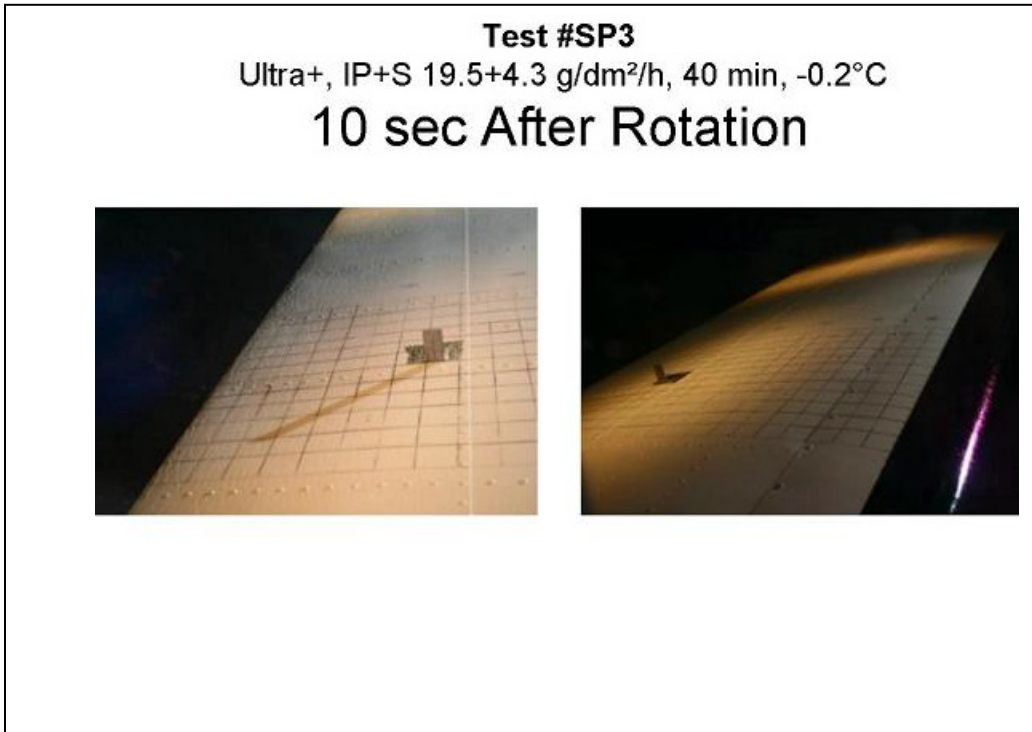 Test #SP3
Ultra+, IP+S 19.5+4.3 g/dm²/h, 40 min, -0.2°C
10 sec After Rotation